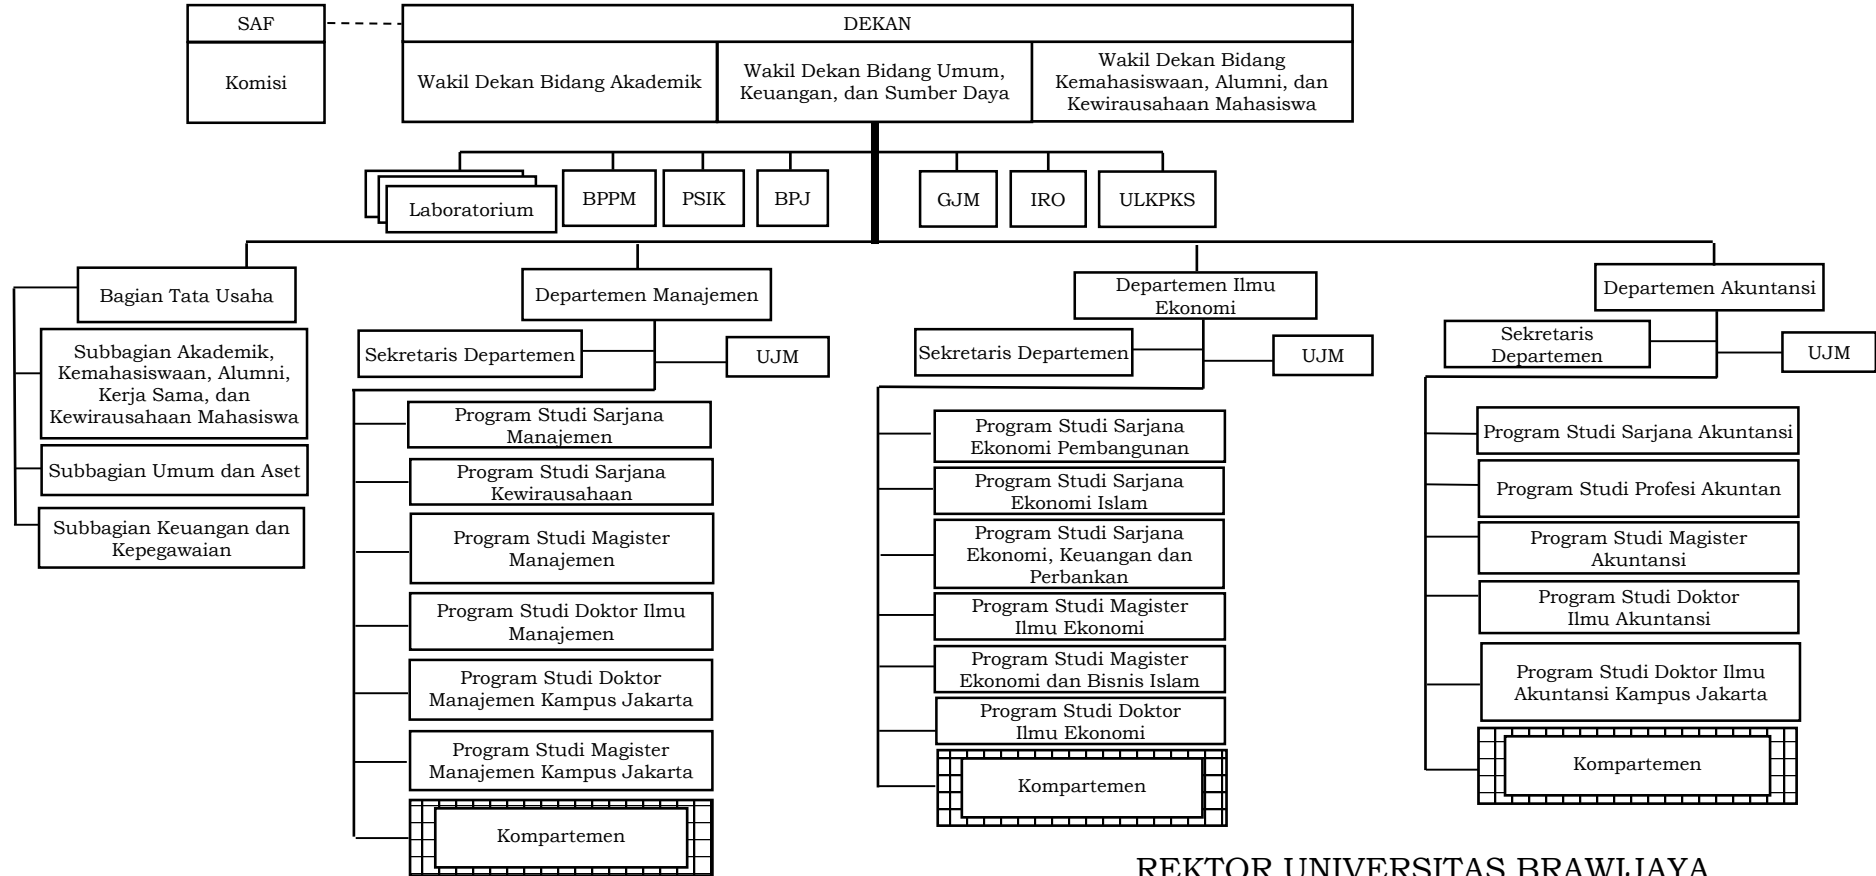 SAF
DEKAN
Komisi
Wakil Dekan Bidang Akademik
Wakil Dekan Bidang Umum,
Keuangan, dan Sumber Daya
Wakil Dekan Bidang
Kemahasiswaan, Alumni, dan
Kewirausahaan Mahasiswa
Laboratorium
BPPM
PSIK
BPJ
GJM
IRO
ULKPKS
Bagian Tata Usaha
Subbagian Akademik,
Kemahasiswaan, Alumni,
Kerja Sama, dan
Kewirausahaan Mahasiswa
Subbagian Umum dan Aset
Subbagian Keuangan dan
Kepegawaian
Departemen Manajemen
Sekretaris Departemen
UJM
Program Studi Sarjana
Manajemen
Program Studi Sarjana
Kewirausahaan
Program Studi Magister
Manajemen
Program Studi Doktor Ilmu
Manajemen
Program Studi Doktor
Manajemen Kampus Jakarta
Program Studi Magister
Manajemen Kampus Jakarta
Kompartemen
Departemen Ilmu
Ekonomi
Sekretaris Departemen
UJM
Program Studi Sarjana
Ekonomi Pembangunan
Program Studi Sarjana
Ekonomi Islam
Program Studi Sarjana
Ekonomi, Keuangan dan
Perbankan
Program Studi Magister
Ilmu Ekonomi
Program Studi Magister
Ekonomi dan Bisnis Islam
Program Studi Doktor
Ilmu Ekonomi
Kompartemen
Departemen Akuntansi
Sekretaris
Departemen
UJM
Program Studi Sarjana Akuntansi
Program Studi Profesi Akuntan
Program Studi Magister
Akuntansi
Program Studi Doktor
Ilmu Akuntansi
Program Studi Doktor Ilmu
Akuntansi Kampus Jakarta
Kompartemen
REKTOR UNIVERSITAS BRAWIJAYA